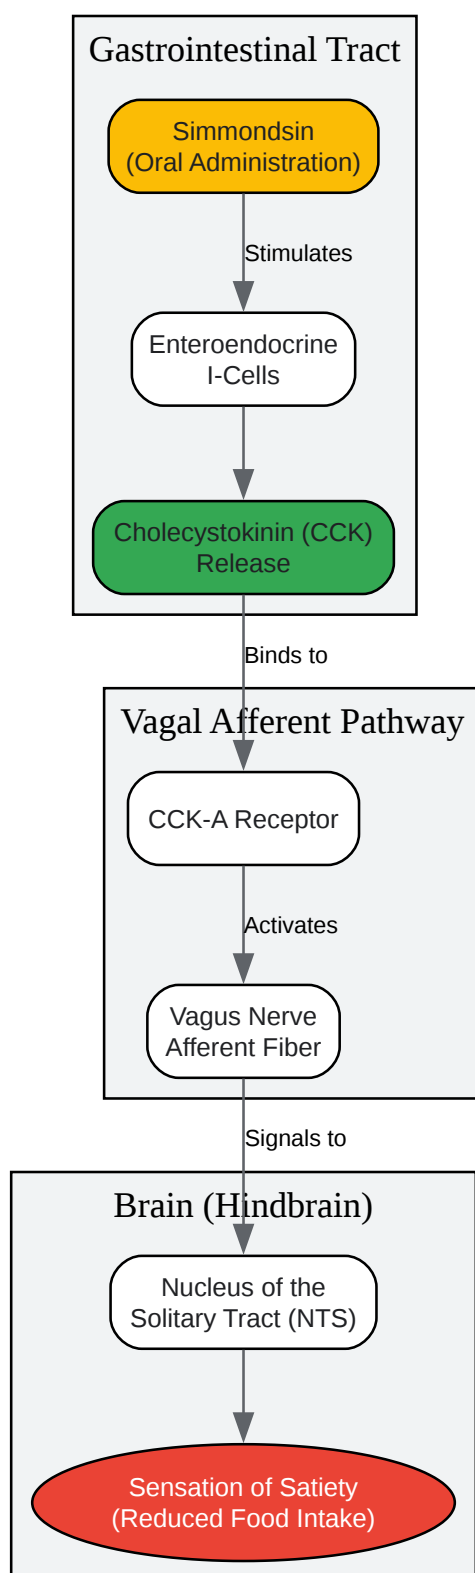 Gastrointestinal Tract
Simmondsin
(Oral Administration)
Stimulates
Enteroendocrine
I-Cells
Cholecystokinin (CCK)
Release
Binds to
Vagal Afferent Pathway
CCK-A Receptor
Activates
Vagus Nerve
Afferent Fiber
Signals to
Brain (Hindbrain)
Nucleus of the
Solitary Tract (NTS)
Sensation of Satiety
(Reduced Food Intake)